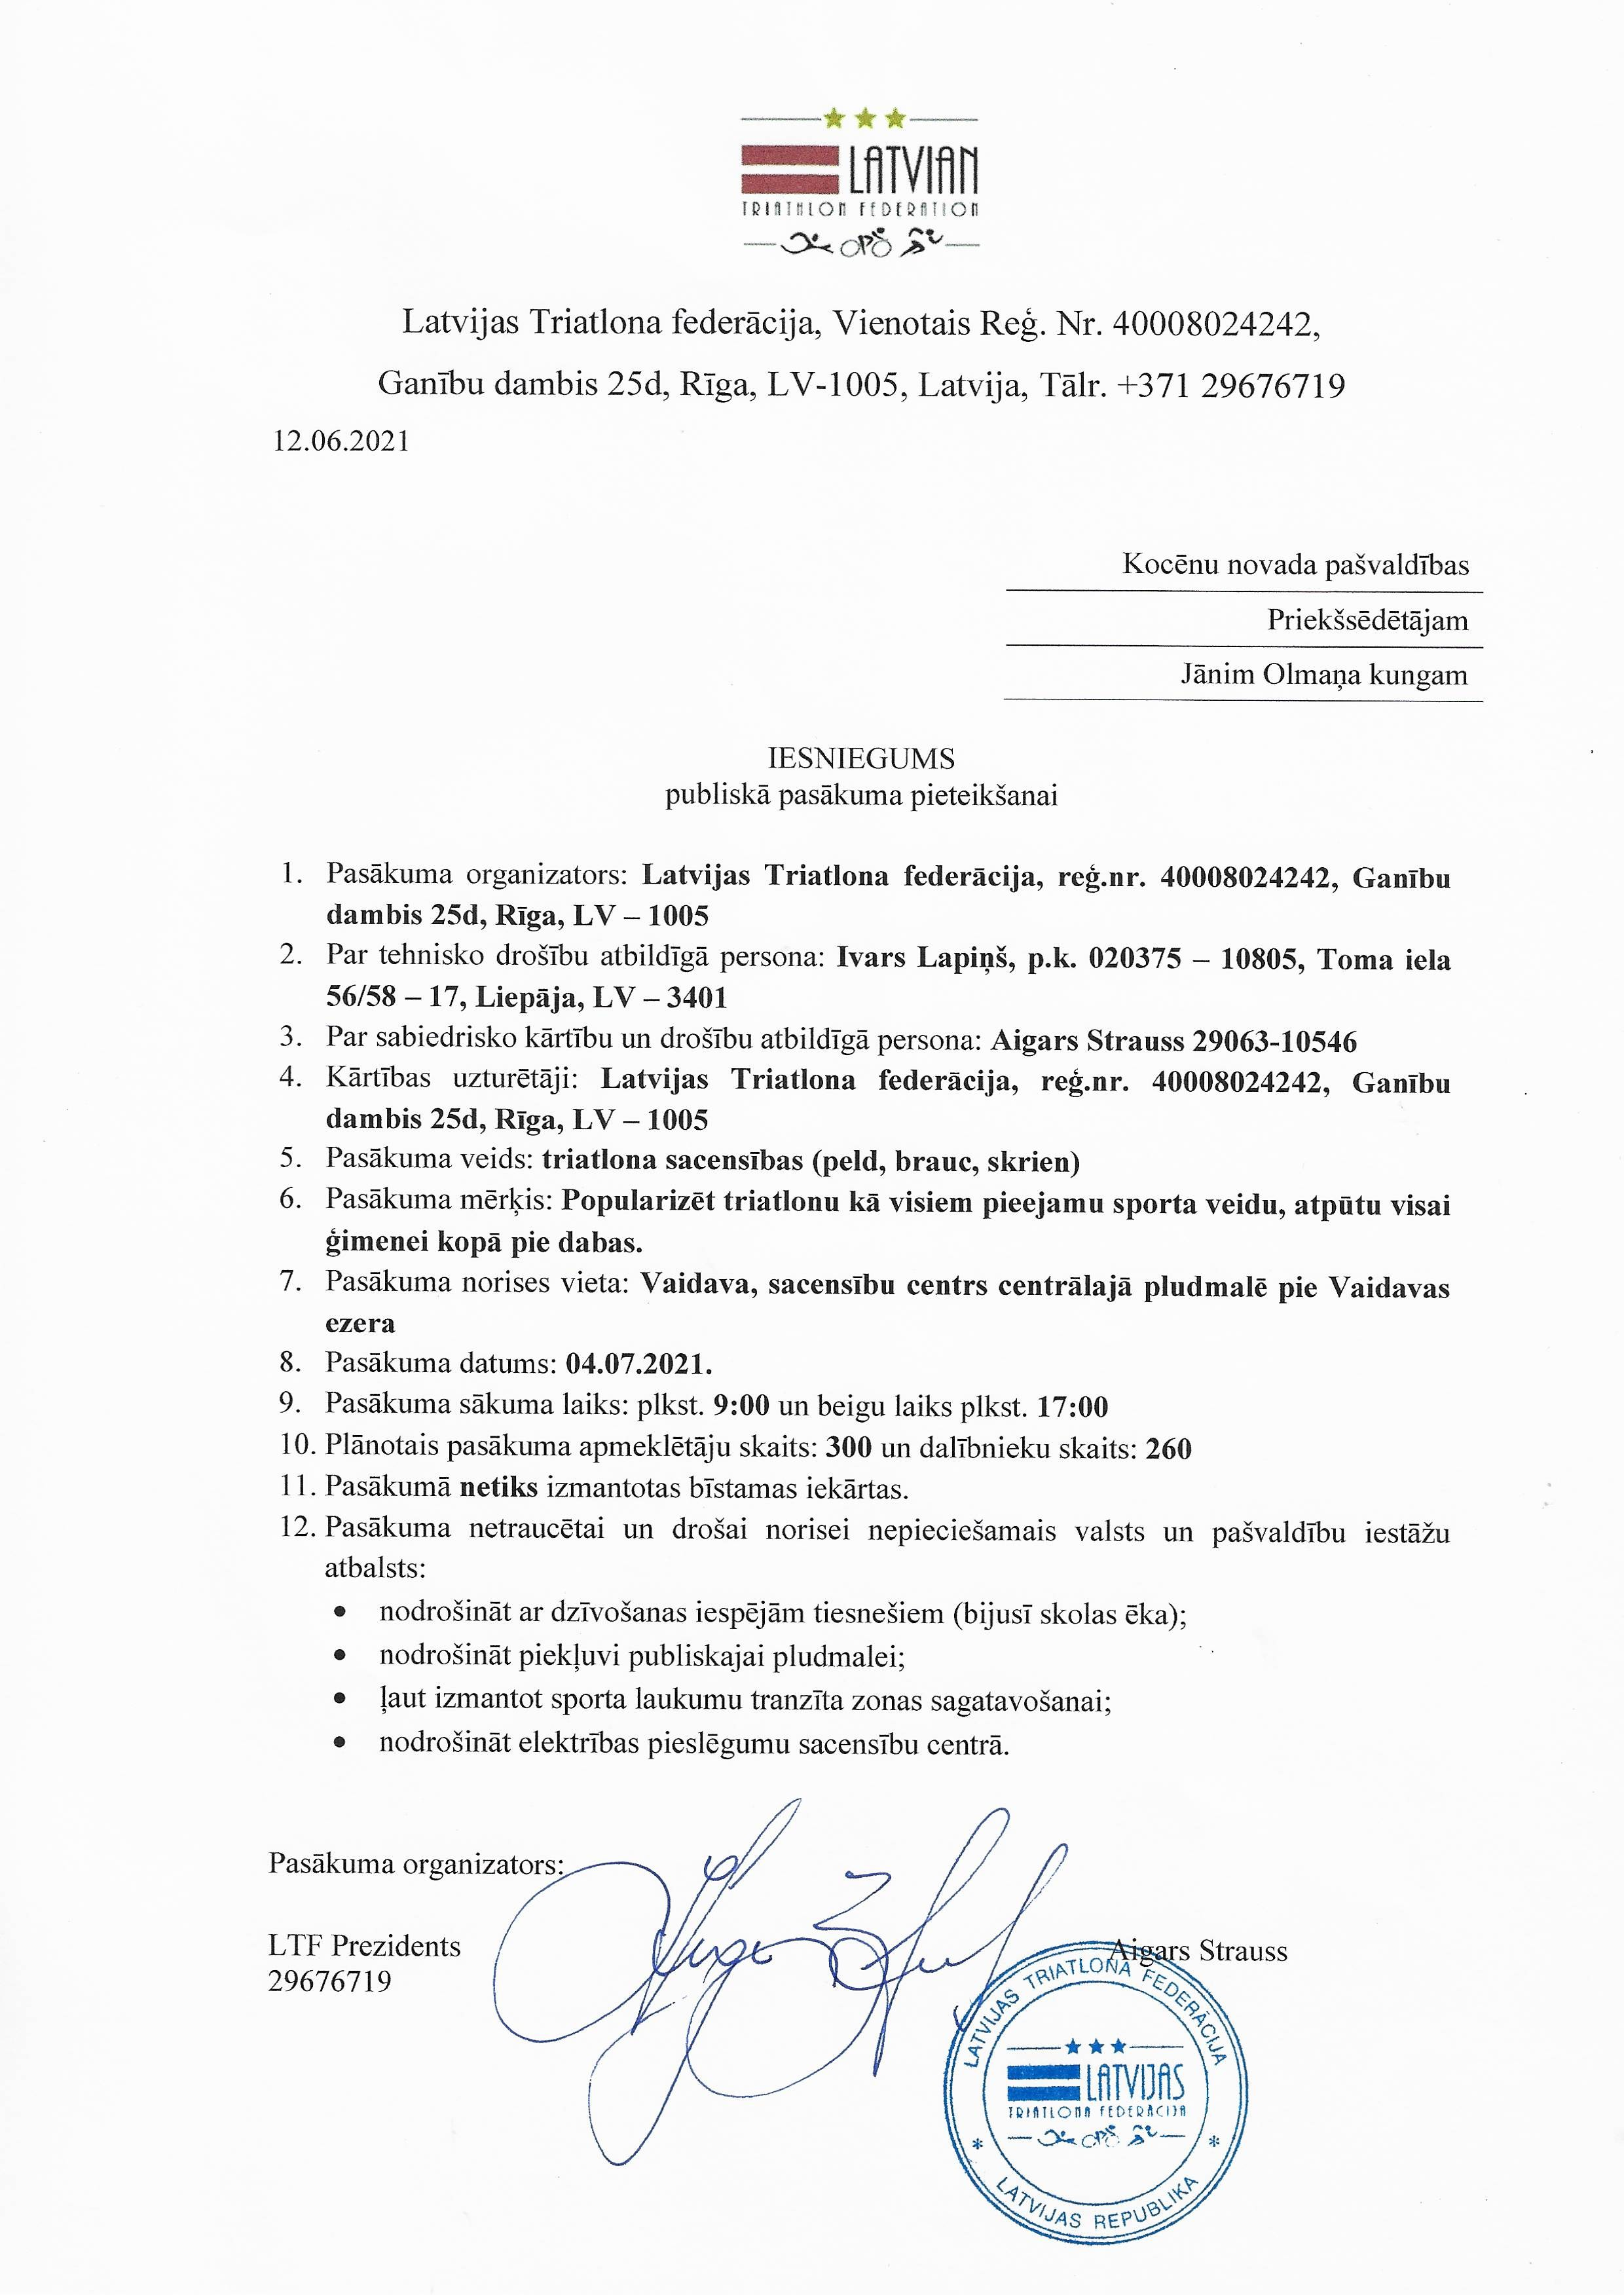 LATVIAN
TRIATHLON FEDERATION
Latvijas Triatlona federācija, Vienotais Reģ. Nr. 40008024242,
Ganību dambis 25d, Rīga, LV-1005, Latvija, Tālr. +371 29676719
12.06.2021
Kocēnu novada pašvaldības
Priekšsēdētājam
Jānim Olmaņa kungam
IESNIEGUMS
publiskā pasākuma pieteikšanai
1. Pasākuma organizators: Latvijas Triatlona federācija, reģ.nr. 40008024242, Ganību
dambis 25d, Rīga, LV – 1005
2. Par tehnisko drošību atbildīgā persona: Ivars Lapiņš, p.k. 020375 – 10805, Toma iela
56/58 – 17, Liepāja, LV – 3401
3. Par sabiedrisko kārtību un drošību atbildīgā persona: Aigars Strauss 29063-10546
4. Kārtības uzturētāji: Latvijas Triatlona federācija, reģ.nr. 40008024242, Ganību
dambis 25d, Rīga, LV – 1005
5. Pasākuma veids: triatlona sacensības (peld, brauc, skrien)
6. Pasākuma mērķis: Popularizēt triatlonu kā visiem pieejamu sporta veidu, atpūtu visai
ģimenei kopā pie dabas.
7. Pasākuma norises vieta: Vaidava, sacensību centrs centrālajā pludmalē pie Vaidavas
ezera
8. Pasākuma datums: 04.07.2021.
9. Pasākuma sākuma laiks: plkst. 9:00 un beigu laiks plkst. 17:00
10. Plānotais pasākuma apmeklētāju skaits: 300 un dalībnieku skaits: 260
11. Pasākumā netiks izmantotas bīstamas iekārtas.
12. Pasākuma netraucētai un drošai norisei nepieciešamais valsts un pašvaldību iestāžu
atbalsts:
• nodrošināt ar dzīvošanas iespējām tiesnešiem (bijusī skolas ēka);
• nodrošināt piekļuvi publiskajai pludmalei;
• ļaut izmantot sporta laukumu tranzīta zonas sagatavošanai;
• nodrošināt elektrības pieslēgumu sacensību centrā.
Pasākuma organizators:
LTF Prezidents
Aigars Strauss
29676719
LATVIJAS TRIATLONA FEDERĀCIJA
LATVIJAS
TRIATLONA FEDERĀCIJA
* LATVIJAS REPUBLIKA *